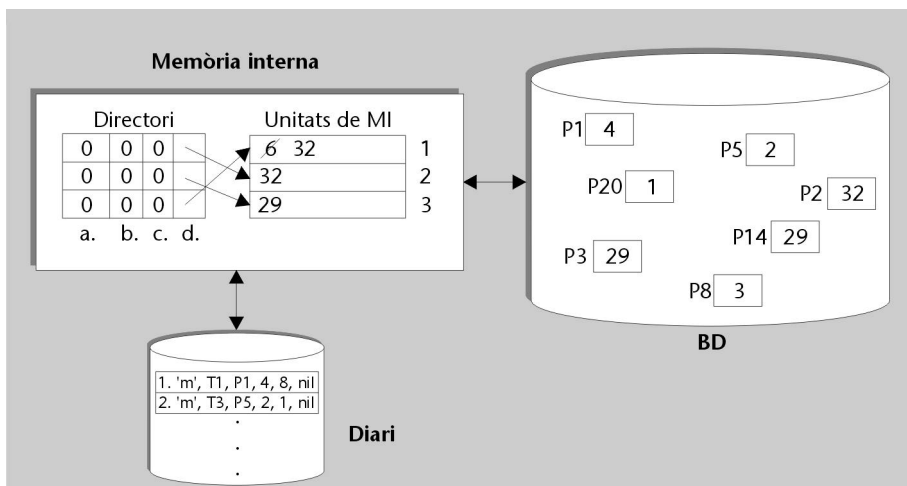 Memòria interna
Directori
Unitats de MI
0 0 0
6 32 1
0 0 0
32 2
0 0 0
29 3
a. b. c. d.
P1 4
P5 2
P20 1
P2 32
P14 29
P3 29
P8 3
BD
1. 'm', T1, P1, 4, 8, nil
2. 'm', T3, P5, 2, 1, nil
.
.
.
Diari